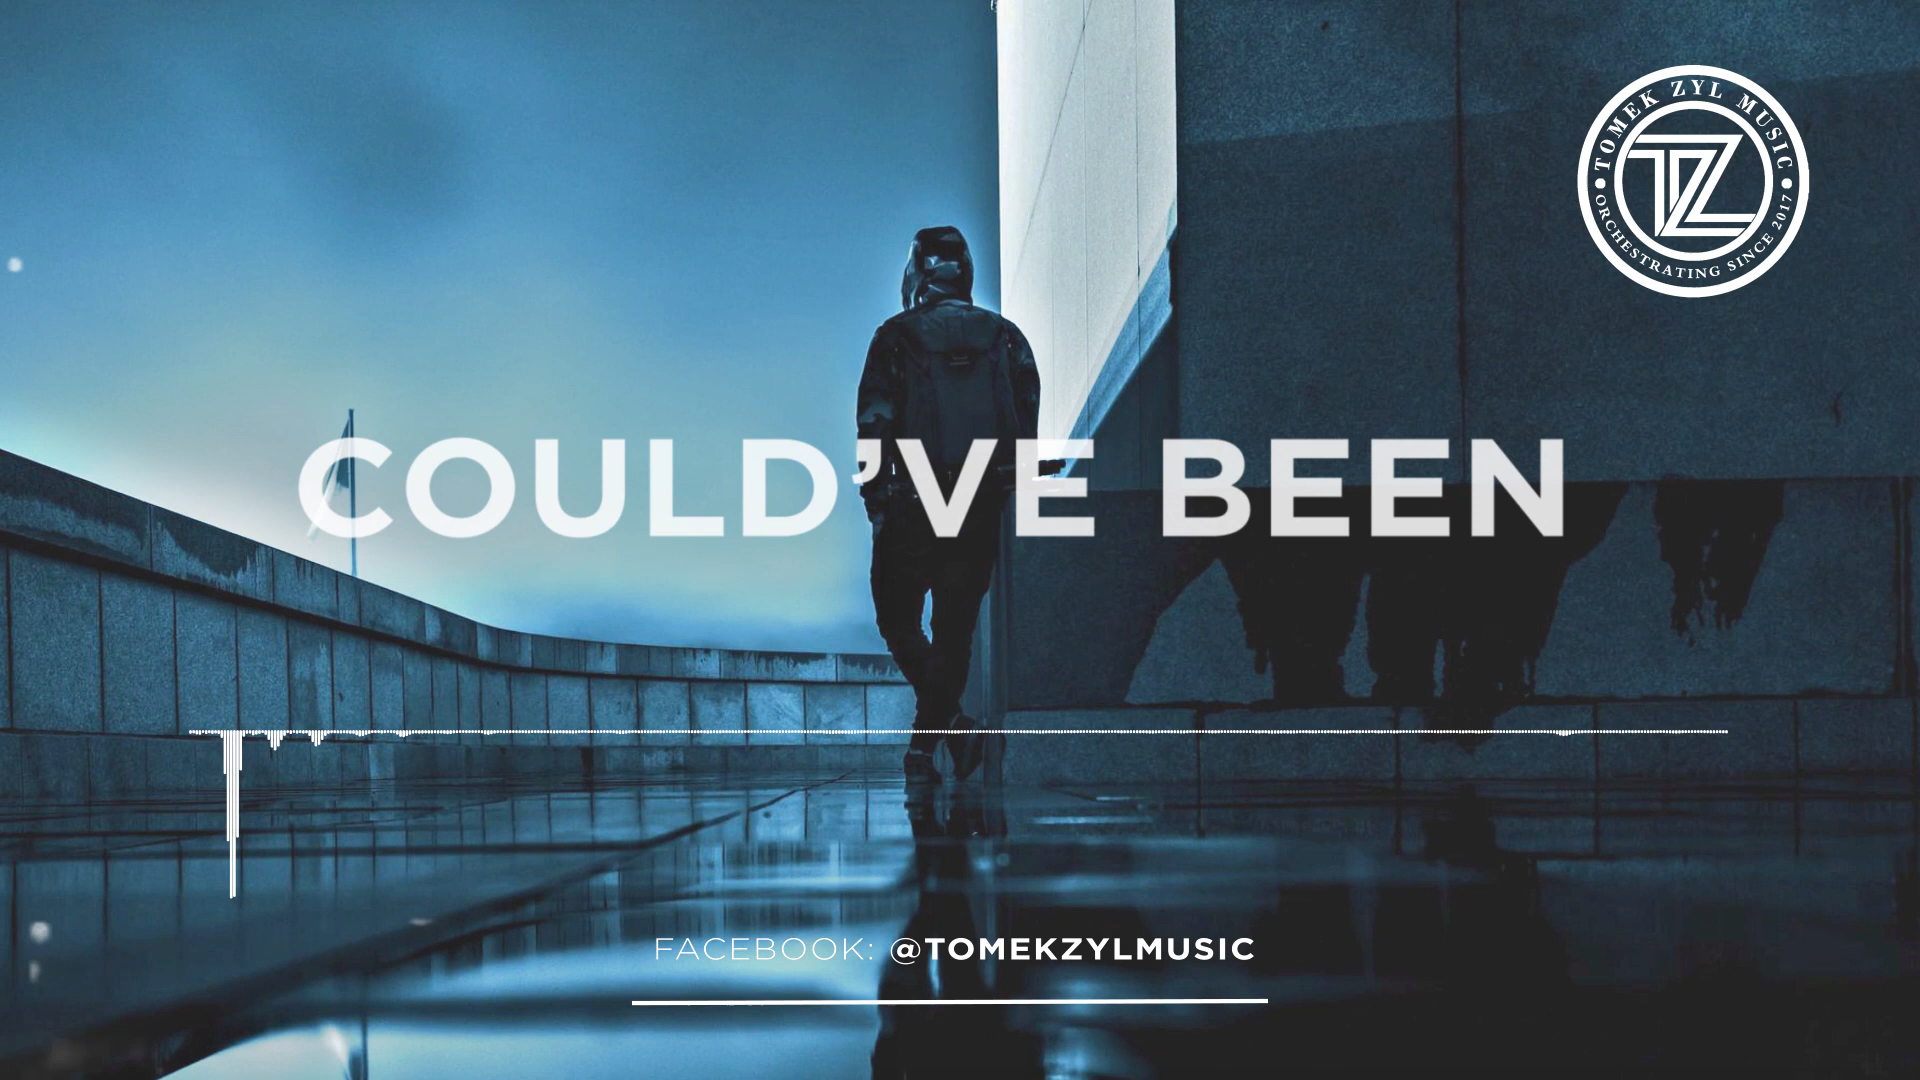 TOMEK ZYL MUSIC
TZ
ORCHESTRATING SINCE 2017
COULD'VE BEEN
FACEBOOK: @TOMEKZYLMUSIC